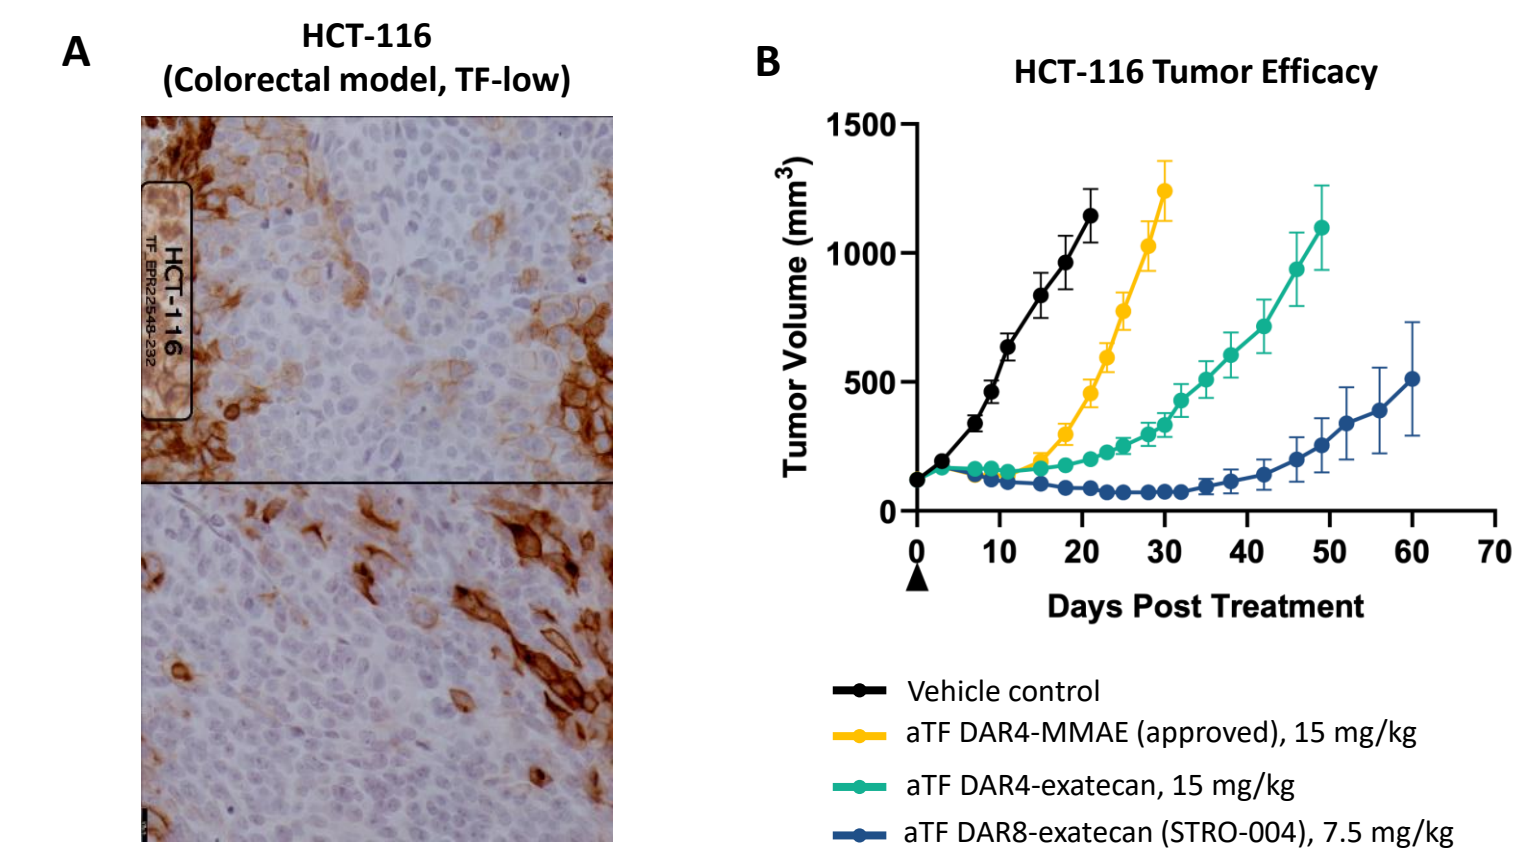 A
HCT-116
(Colorectal model, TF-low)
HCT-116
TF EPR22548-232
B
HCT-116 Tumor Efficacy
Tumor Volume (mm³)
1500
1000
500
0
0 10 20 30 40 50 60 70
Days Post Treatment
Vehicle control
aTF DAR4-MMAE (approved), 15 mg/kg
aTF DAR4-exatecan, 15 mg/kg
aTF DAR8-exatecan (STRO-004), 7.5 mg/kg